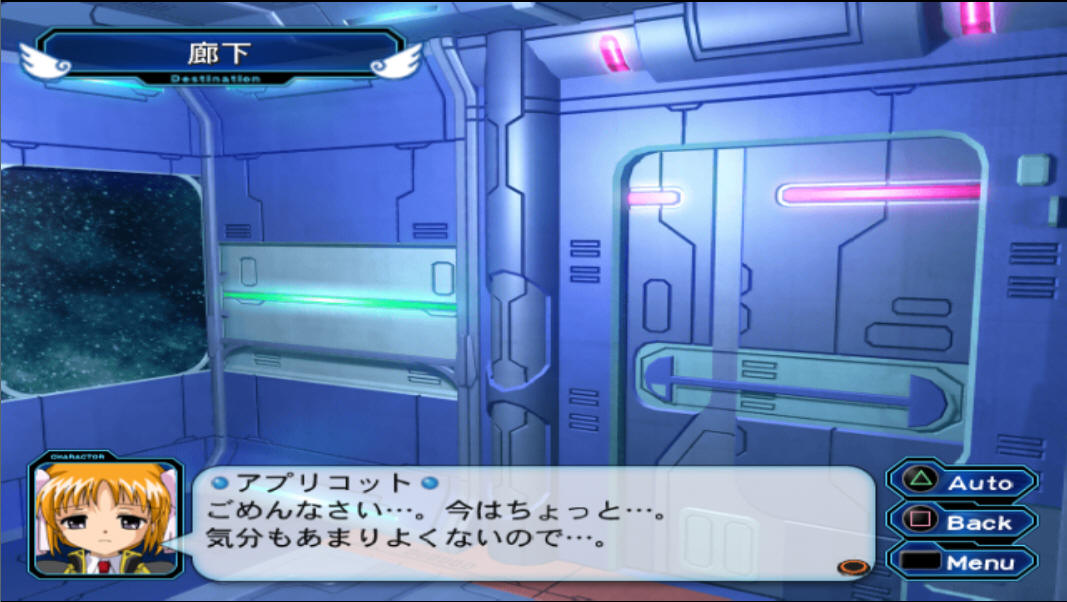 廊下
Destination
CHARACTOR
アプリコット
ごめんなさい…。今はちょっと…。
気分もあまりよくないので…。
Auto
Back
Menu